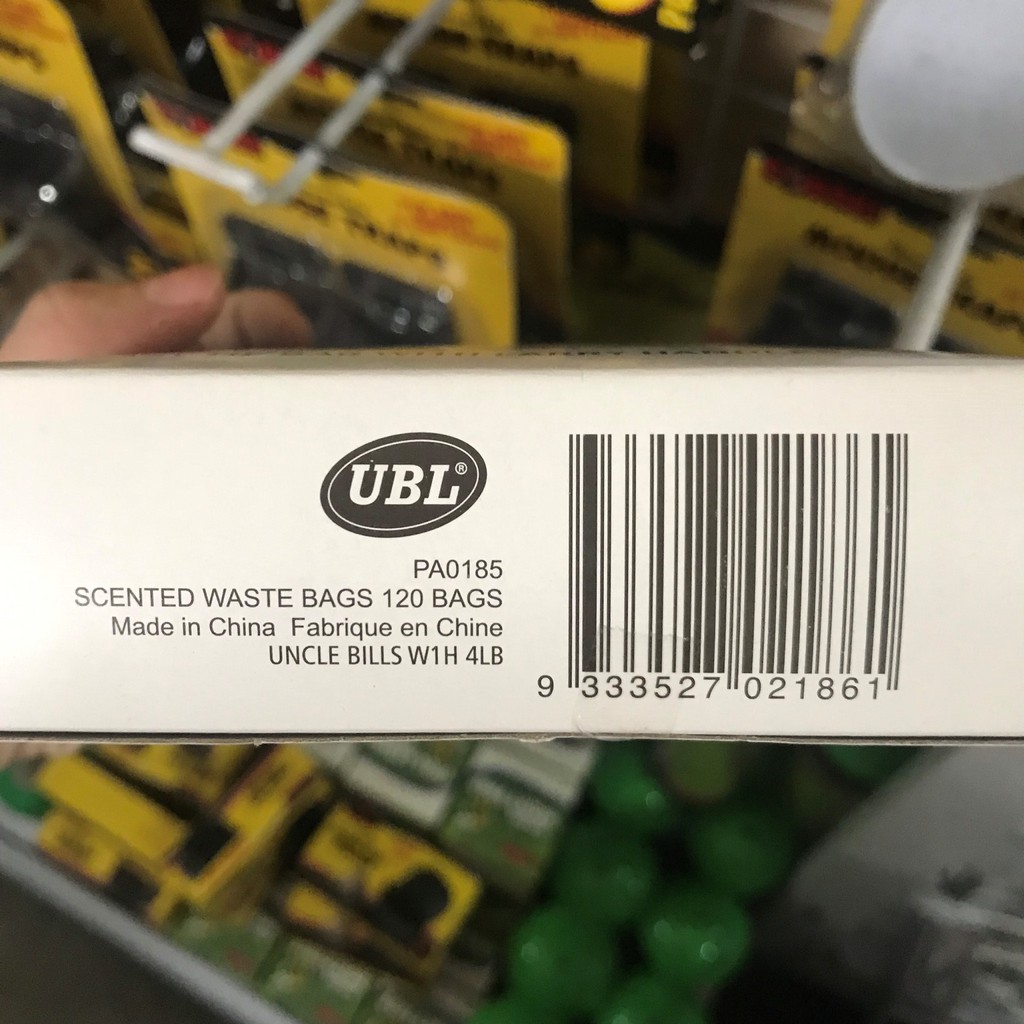 UBL®
PA0185
SCENTED WASTE BAGS 120 BAGS
Made in China Fabrique en Chine
UNCLE BILLS W1H 4LB
9 333527 021861